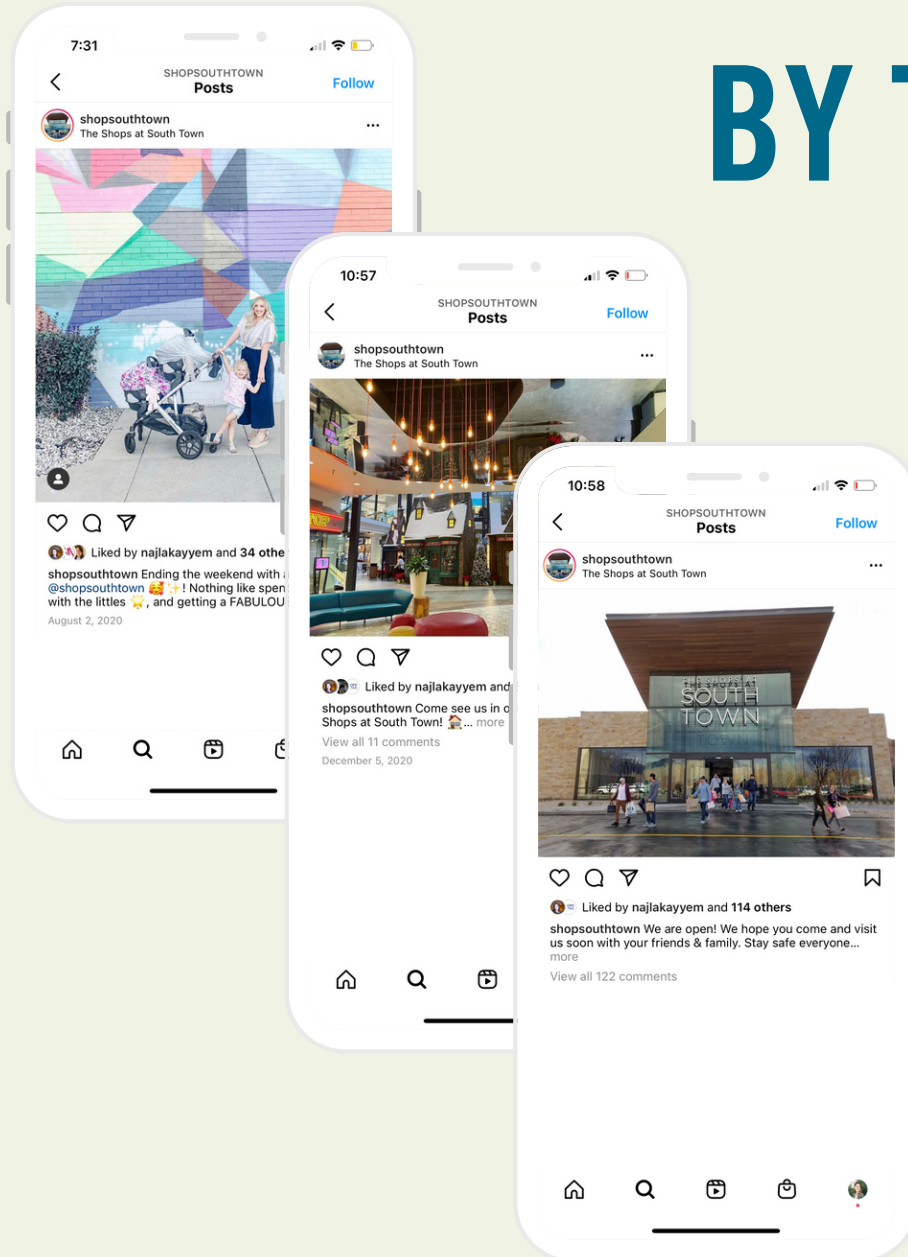 BY
7:31
SHOPSOUTHTOWN
Posts
Follow
shopsouthtown
The Shops at South Town
Liked by najlakayyem and 34 othe
shopsouthtown Ending the weekend with
@shopsouthtown 🥰✨! Nothing like spen
with the littles 🌟, and getting a FABULOU
August 2, 2020
10:57
SHOPSOUTHTOWN
Posts
Follow
shopsouthtown
The Shops at South Town
Liked by najlakayyem and
shopsouthtown Come see us in o
Shops at South Town! 🏠... more
View all 11 comments
December 5, 2020
10:58
SHOPSOUTHTOWN
Posts
Follow
shopsouthtown
The Shops at South Town
THE SHOPS AT
SOUTH
TOWN
Liked by najlakayyem and 114 others
shopsouthtown We are open! We hope you come and visit
us soon with your friends & family. Stay safe everyone...
more
View all 122 comments